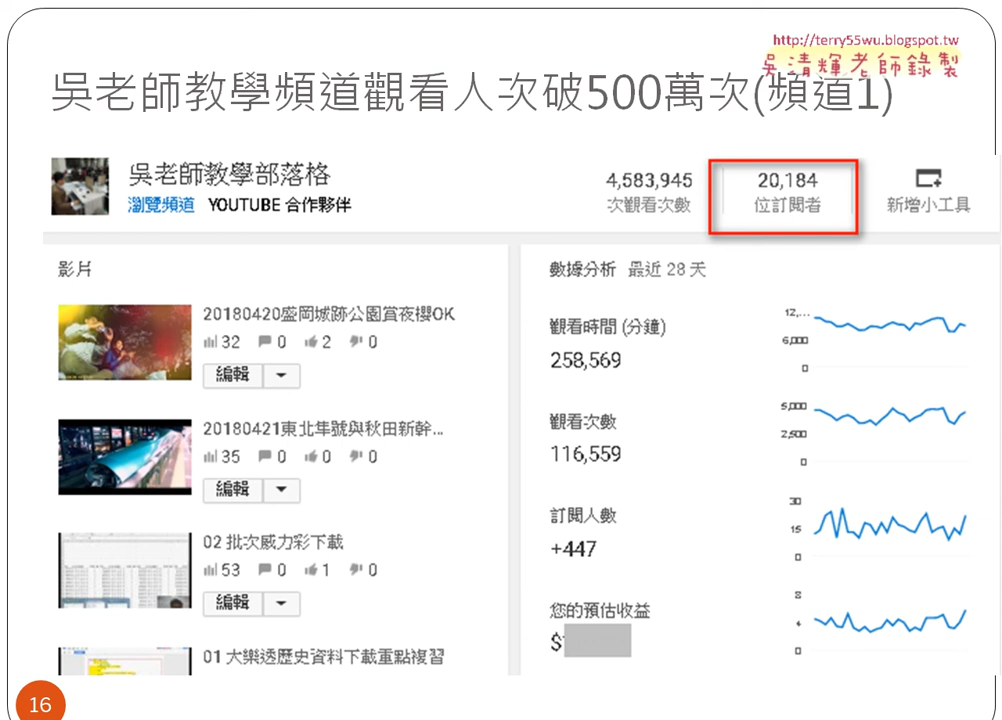 http://terry55wu.blogspot.tw
吳清輝老師錄製
吳老師教學頻道觀看人次破500萬次(頻道1)
吳老師教學部落格
瀏覽頻道 YOUTUBE 合作夥伴
4,583,945
次觀看次數
20,184
位訂閱者
新增小工具
影片
20180420盛岡城跡公園賞夜櫻OK
32 0 2 0
編輯
20180421東北隼號與秋田新幹...
35 0 0 0
編輯
02 批次威力彩下載
53 0 1 0
編輯
01 大樂透歷史資料下載重點複習
數據分析 最近 28 天
觀看時間 (分鐘)
258,569
12,...
6,000
0
觀看次數
116,559
5,000
2,500
0
訂閱人數
+447
30
15
0
您的預估收益
$
8
4
0
16